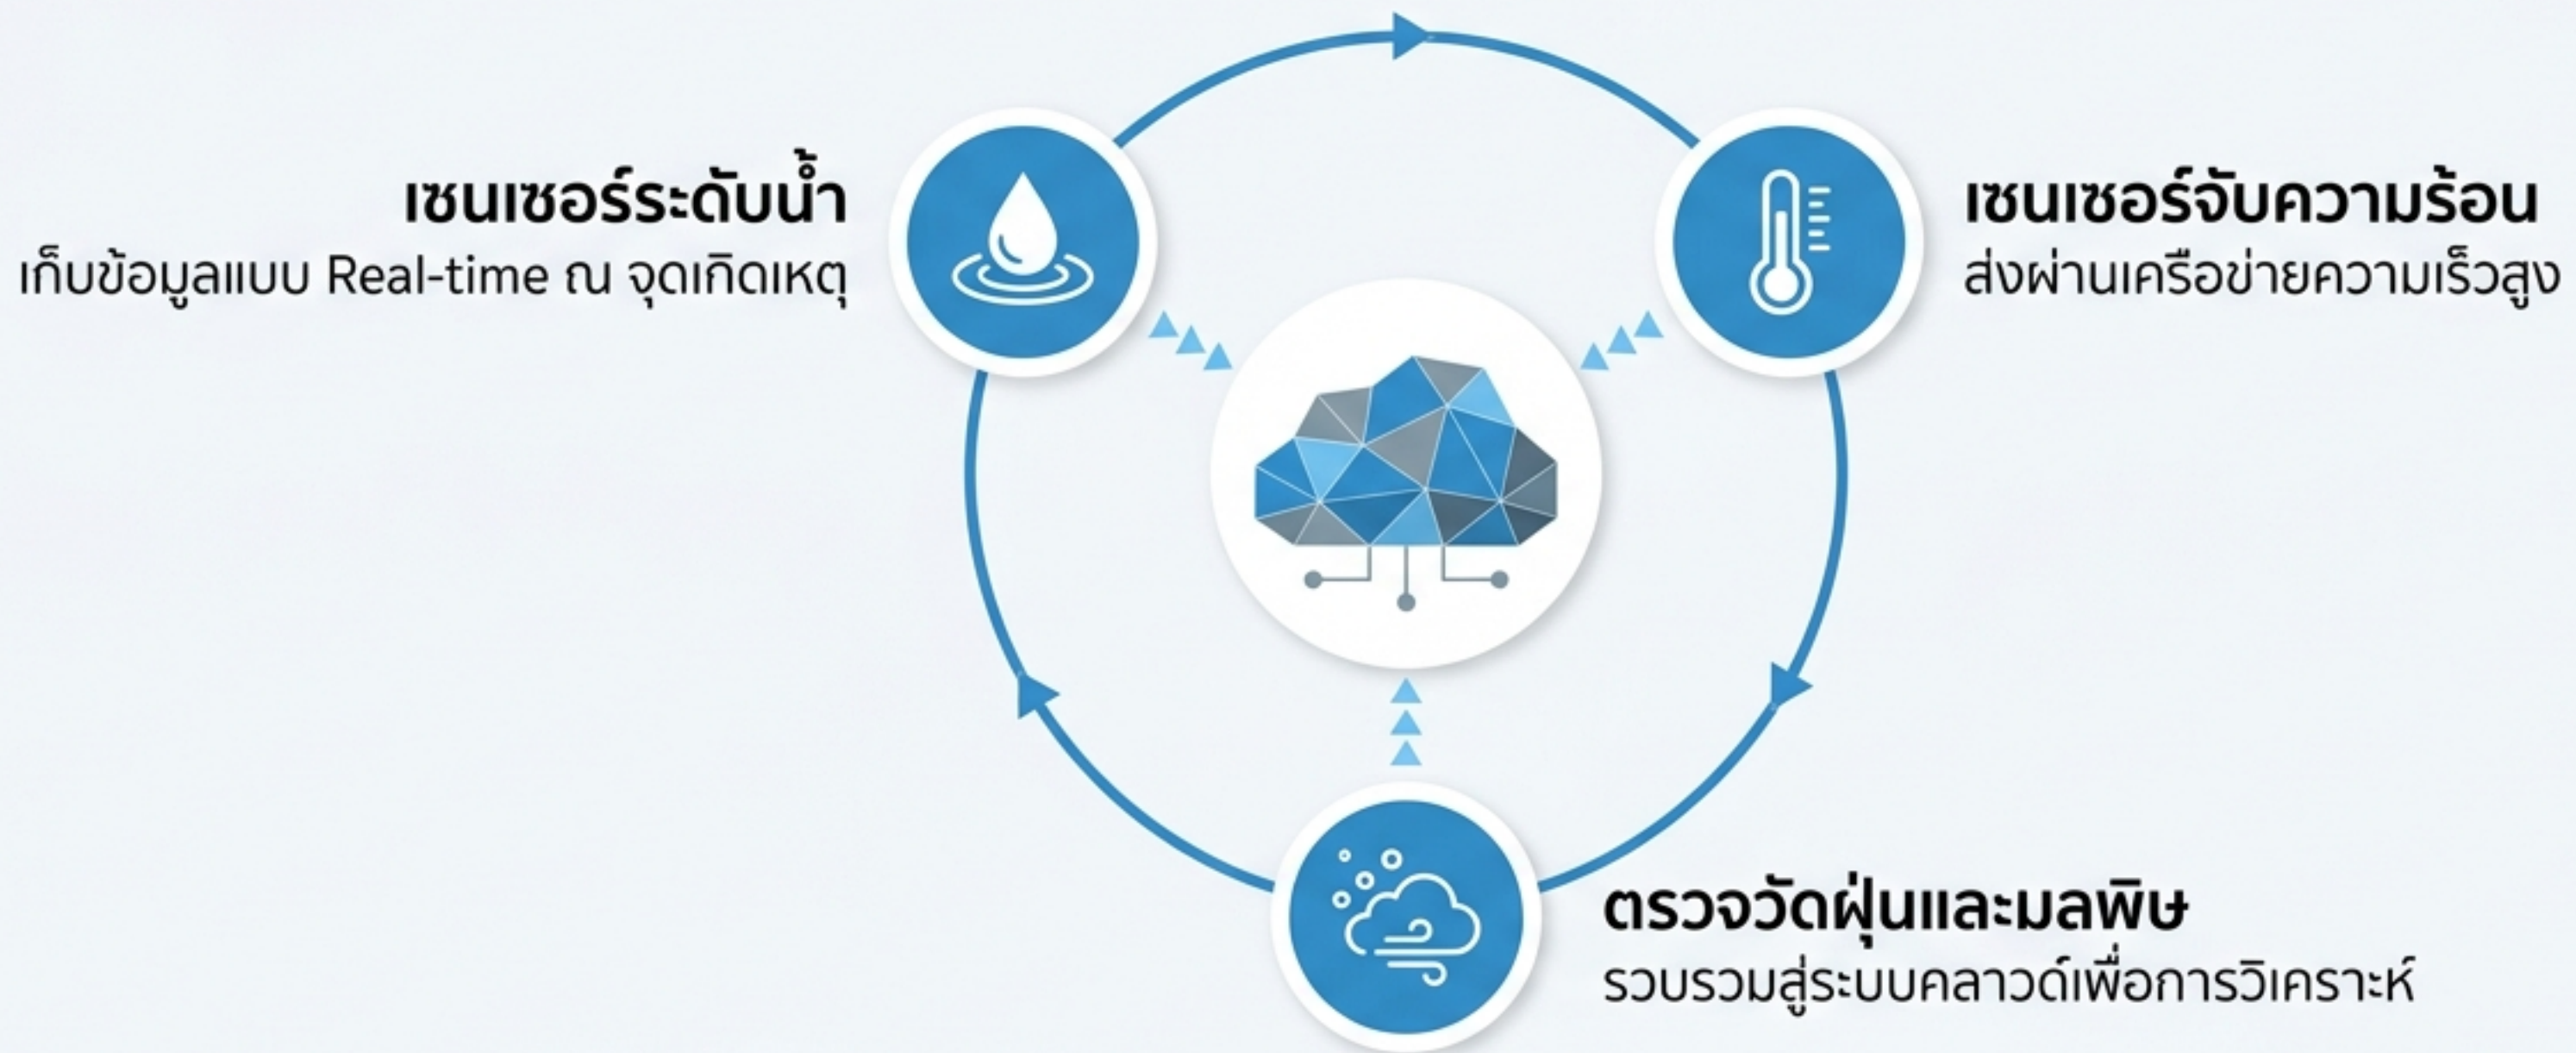 เซนเซอร์ระดับน้ำ
เก็บข้อมูลแบบ Real-time ณ จุดเกิดเหตุ
เซนเซอร์จับความร้อน
ส่งผ่านเครือข่ายความเร็วสูง
ตรวจวัดฝุ่นและมลพิษ
รวบรวมสู่ระบบคลาวด์เพื่อการวิเคราะห์